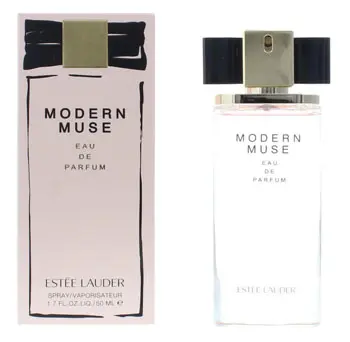 MODERN
MUSE
EAU
DE
PARFUM
ESTĒE LAUDER
SPRAY/VAPORISATEUR
1.7 FL.OZ.LIQ./50 ML ℮
MODERN
MUSE
EAU
DE
PARFUM
ESTĒE LAUDER